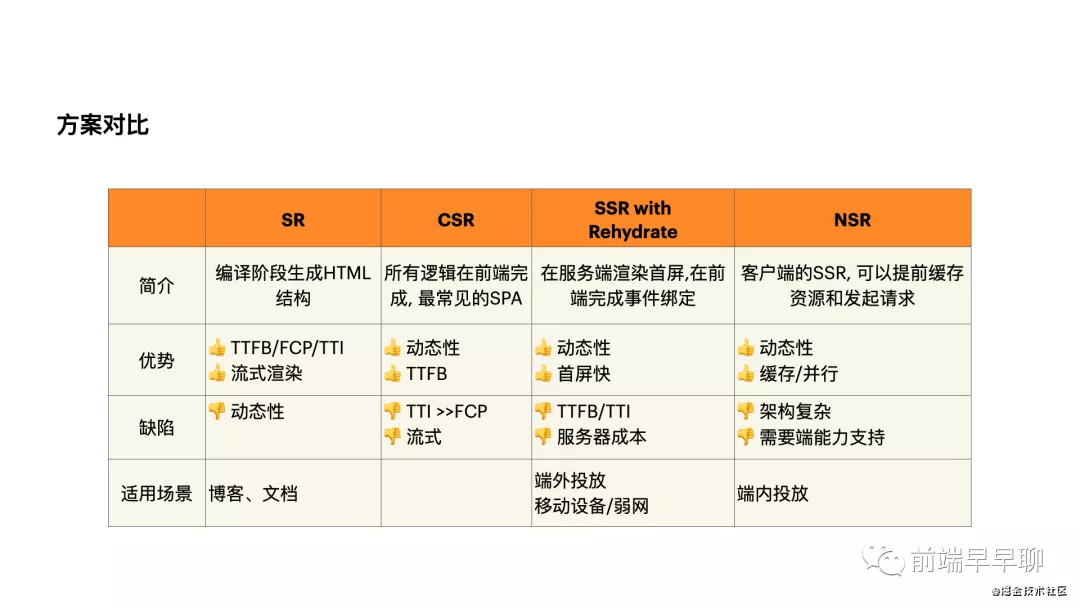 方案对比
SR
CSR
SSR with
Rehydrate
NSR
简介
编译阶段生成HTML
结构
所有逻辑在前端完
成, 最常见的SPA
在服务端渲染首屏,在前
端完成事件绑定
客户端的SSR, 可以提前缓存
资源和发起请求
优势
👍 TTFB/FCP/TTI
👍 流式渲染
👍 动态性
👍 TTFB
👍 动态性
👍 首屏快
👍 动态性
👍 缓存/并行
缺陷
👎 动态性
👎 TTI >>FCP
👎 流式
👎 TTFB/TTI
👎 服务器成本
👎 架构复杂
👎 需要端能力支持
适用场景
博客、文档
端外投放
移动设备/弱网
端内投放
前端早早聊
@掘金技术社区